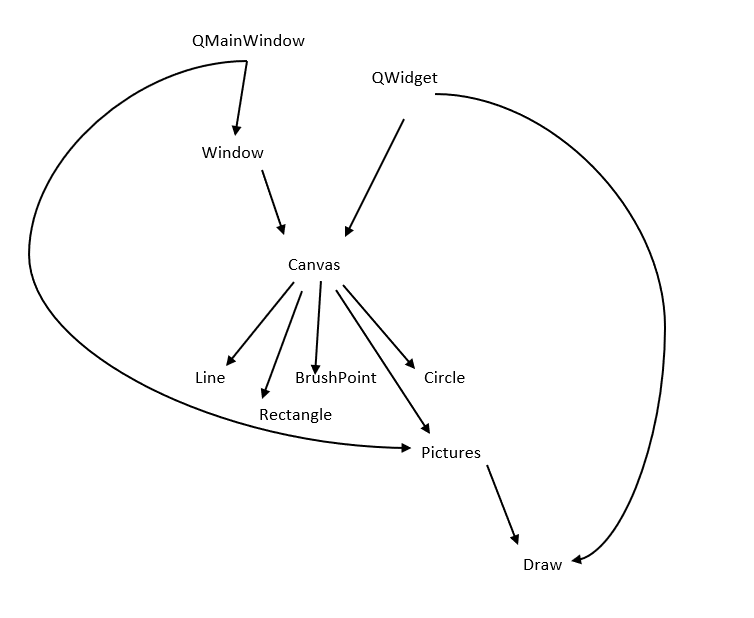 QMainWindow
QWidget
Window
Canvas
Line
BrushPoint
Circle
Rectangle
Pictures
Draw